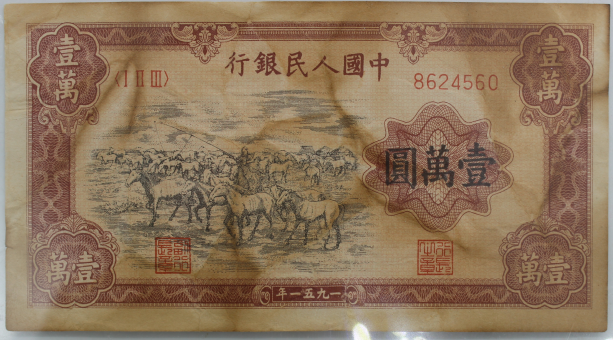 行銀民人國中
壹萬
壹萬
〈I II III〉
8624560
圓萬壹
萬壹
萬壹
年一五九一